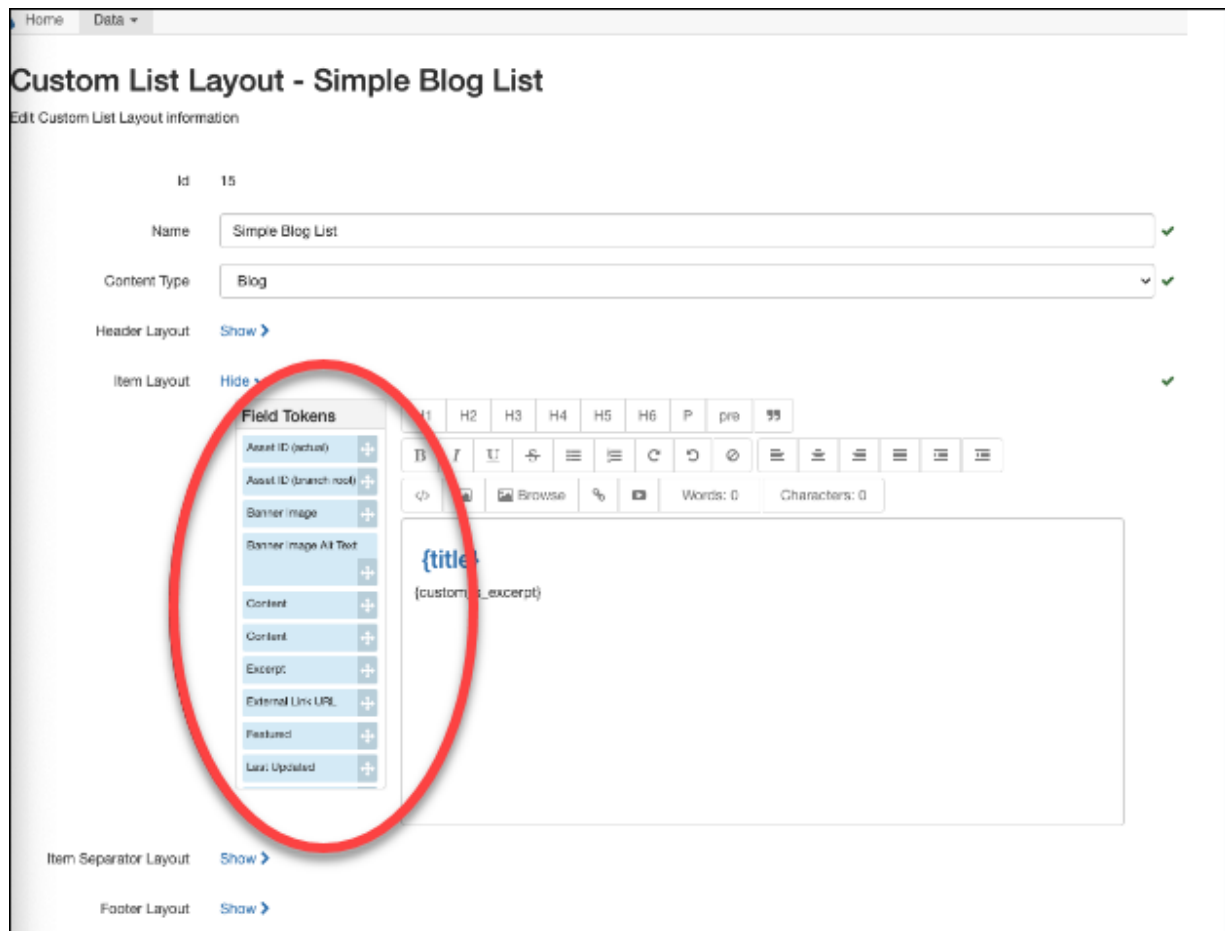 Home Data
Custom List Layout - Simple Blog List
Edit Custom List Layout information
Id 15
Name Simple Blog List
Content Type Blog
Header Layout Show
Item Layout Hide
Field Tokens
Asset ID (actual)
Asset ID (branch root)
Banner Image
Banner Image Alt Text
Content
Content
Excerpt
External Link URL
Featured
Last Updated
H1 H2 H3 H4 H5 H6 P pre
B I U S
</> Browse Words: 0 Characters: 0
{title}
Item Separator Layout Show
Footer Layout Show